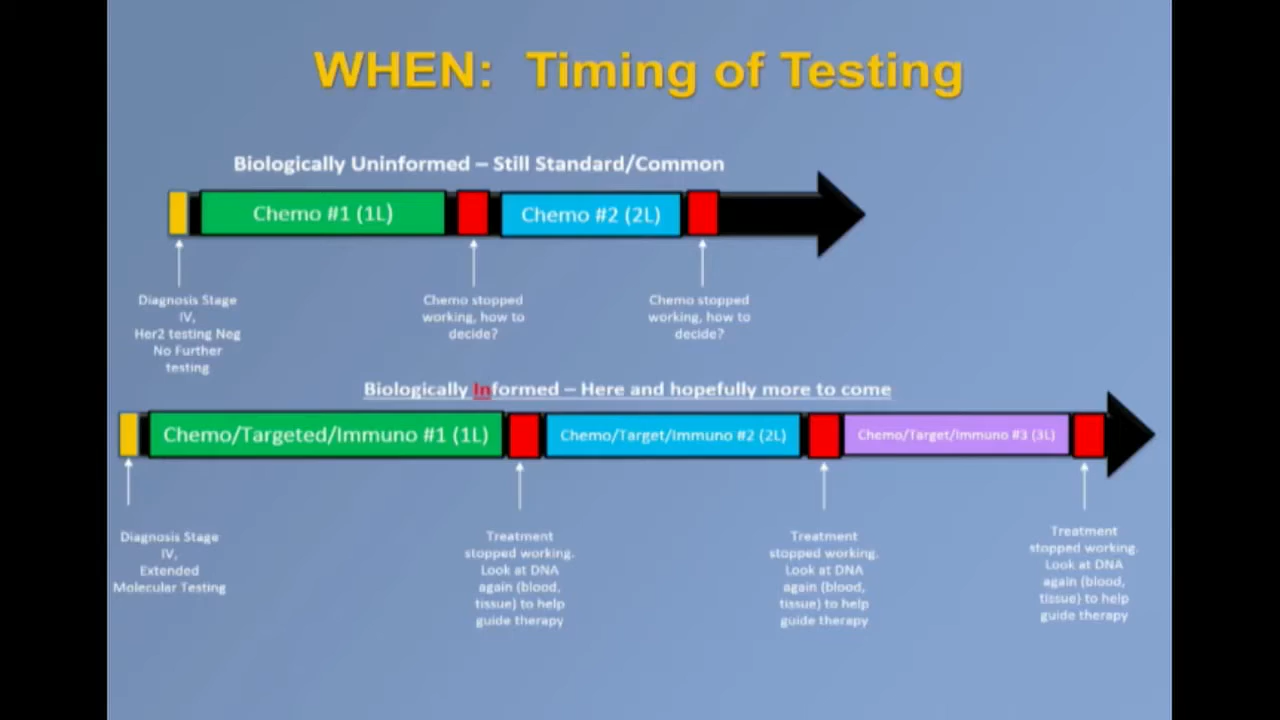 WHEN: Timing of Testing
Biologically Uninformed – Still Standard/Common
Chemo #1 (1L)
Chemo #2 (2L)
Diagnosis Stage
IV,
Her2 testing Neg
No Further
testing
Chemo stopped
working, how to
decide?
Chemo stopped
working, how to
decide?
Biologically Informed – Here and hopefully more to come
Chemo/Targeted/Immuno #1 (1L)
Chemo/Target/Immuno #2 (2L)
Chemo/Target/Immuno #3 (3L)
Diagnosis Stage
IV,
Extended
Molecular Testing
Treatment
stopped working.
Look at DNA
again (blood,
tissue) to help
guide therapy
Treatment
stopped working.
Look at DNA
again (blood,
tissue) to help
guide therapy
Treatment
stopped working.
Look at DNA
again (blood,
tissue) to help
guide therapy